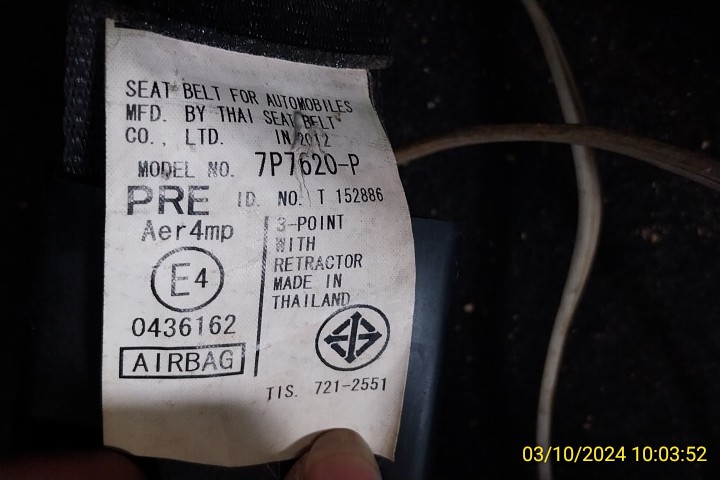 SEAT BELT FOR AUTOMOBILES
MFD. BY THAI SEAT BELT
CO., LTD. IN 2012
MODEL NO. 7P7620-P
PRE ID. NO. T 152886
Aer4mp
E4
0436162
AIRBAG
3-POINT
WITH
RETRACTOR
MADE IN
THAILAND
TIS. 721-2551
03/10/2024 10:03:52